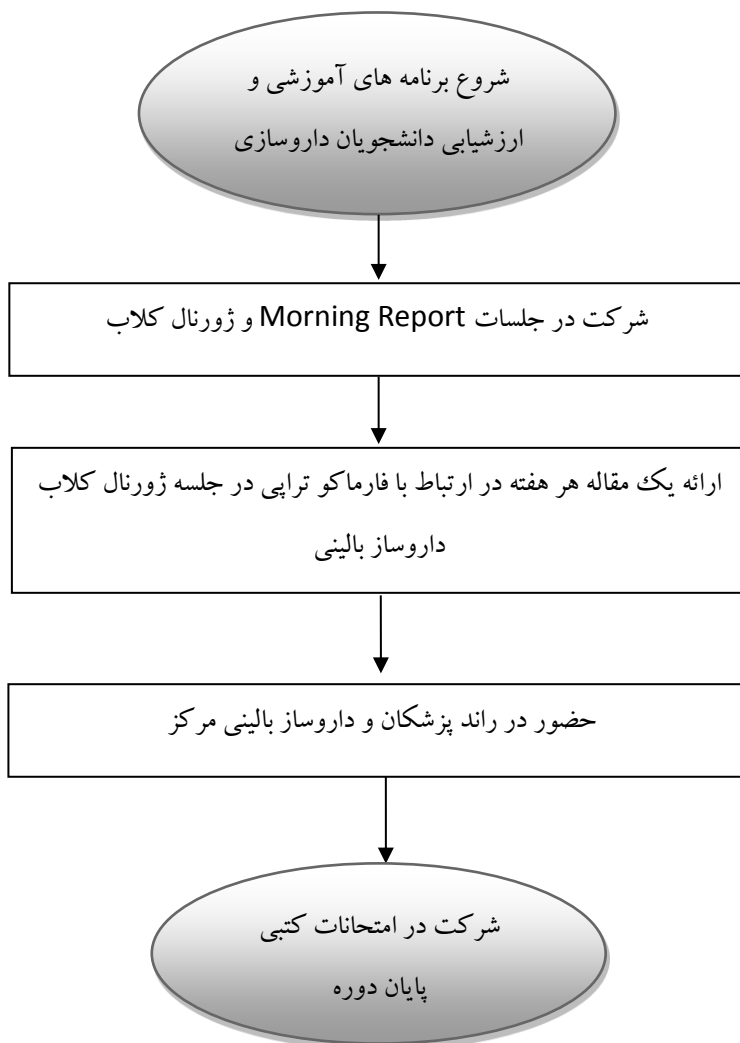 شروع برنامه های آموزشی و
ارزشیابی دانشجویان داروسازی
شرکت در جلسات Morning Report و ژورنال کلاب
ارائه یک مقاله هر هفته در ارتباط با فارماکو تراپی در جلسه ژورنال کلاب
داروساز بالینی
حضور در راند پزشکان و داروساز بالینی مرکز
شرکت در امتحانات کتبی
پایان دوره